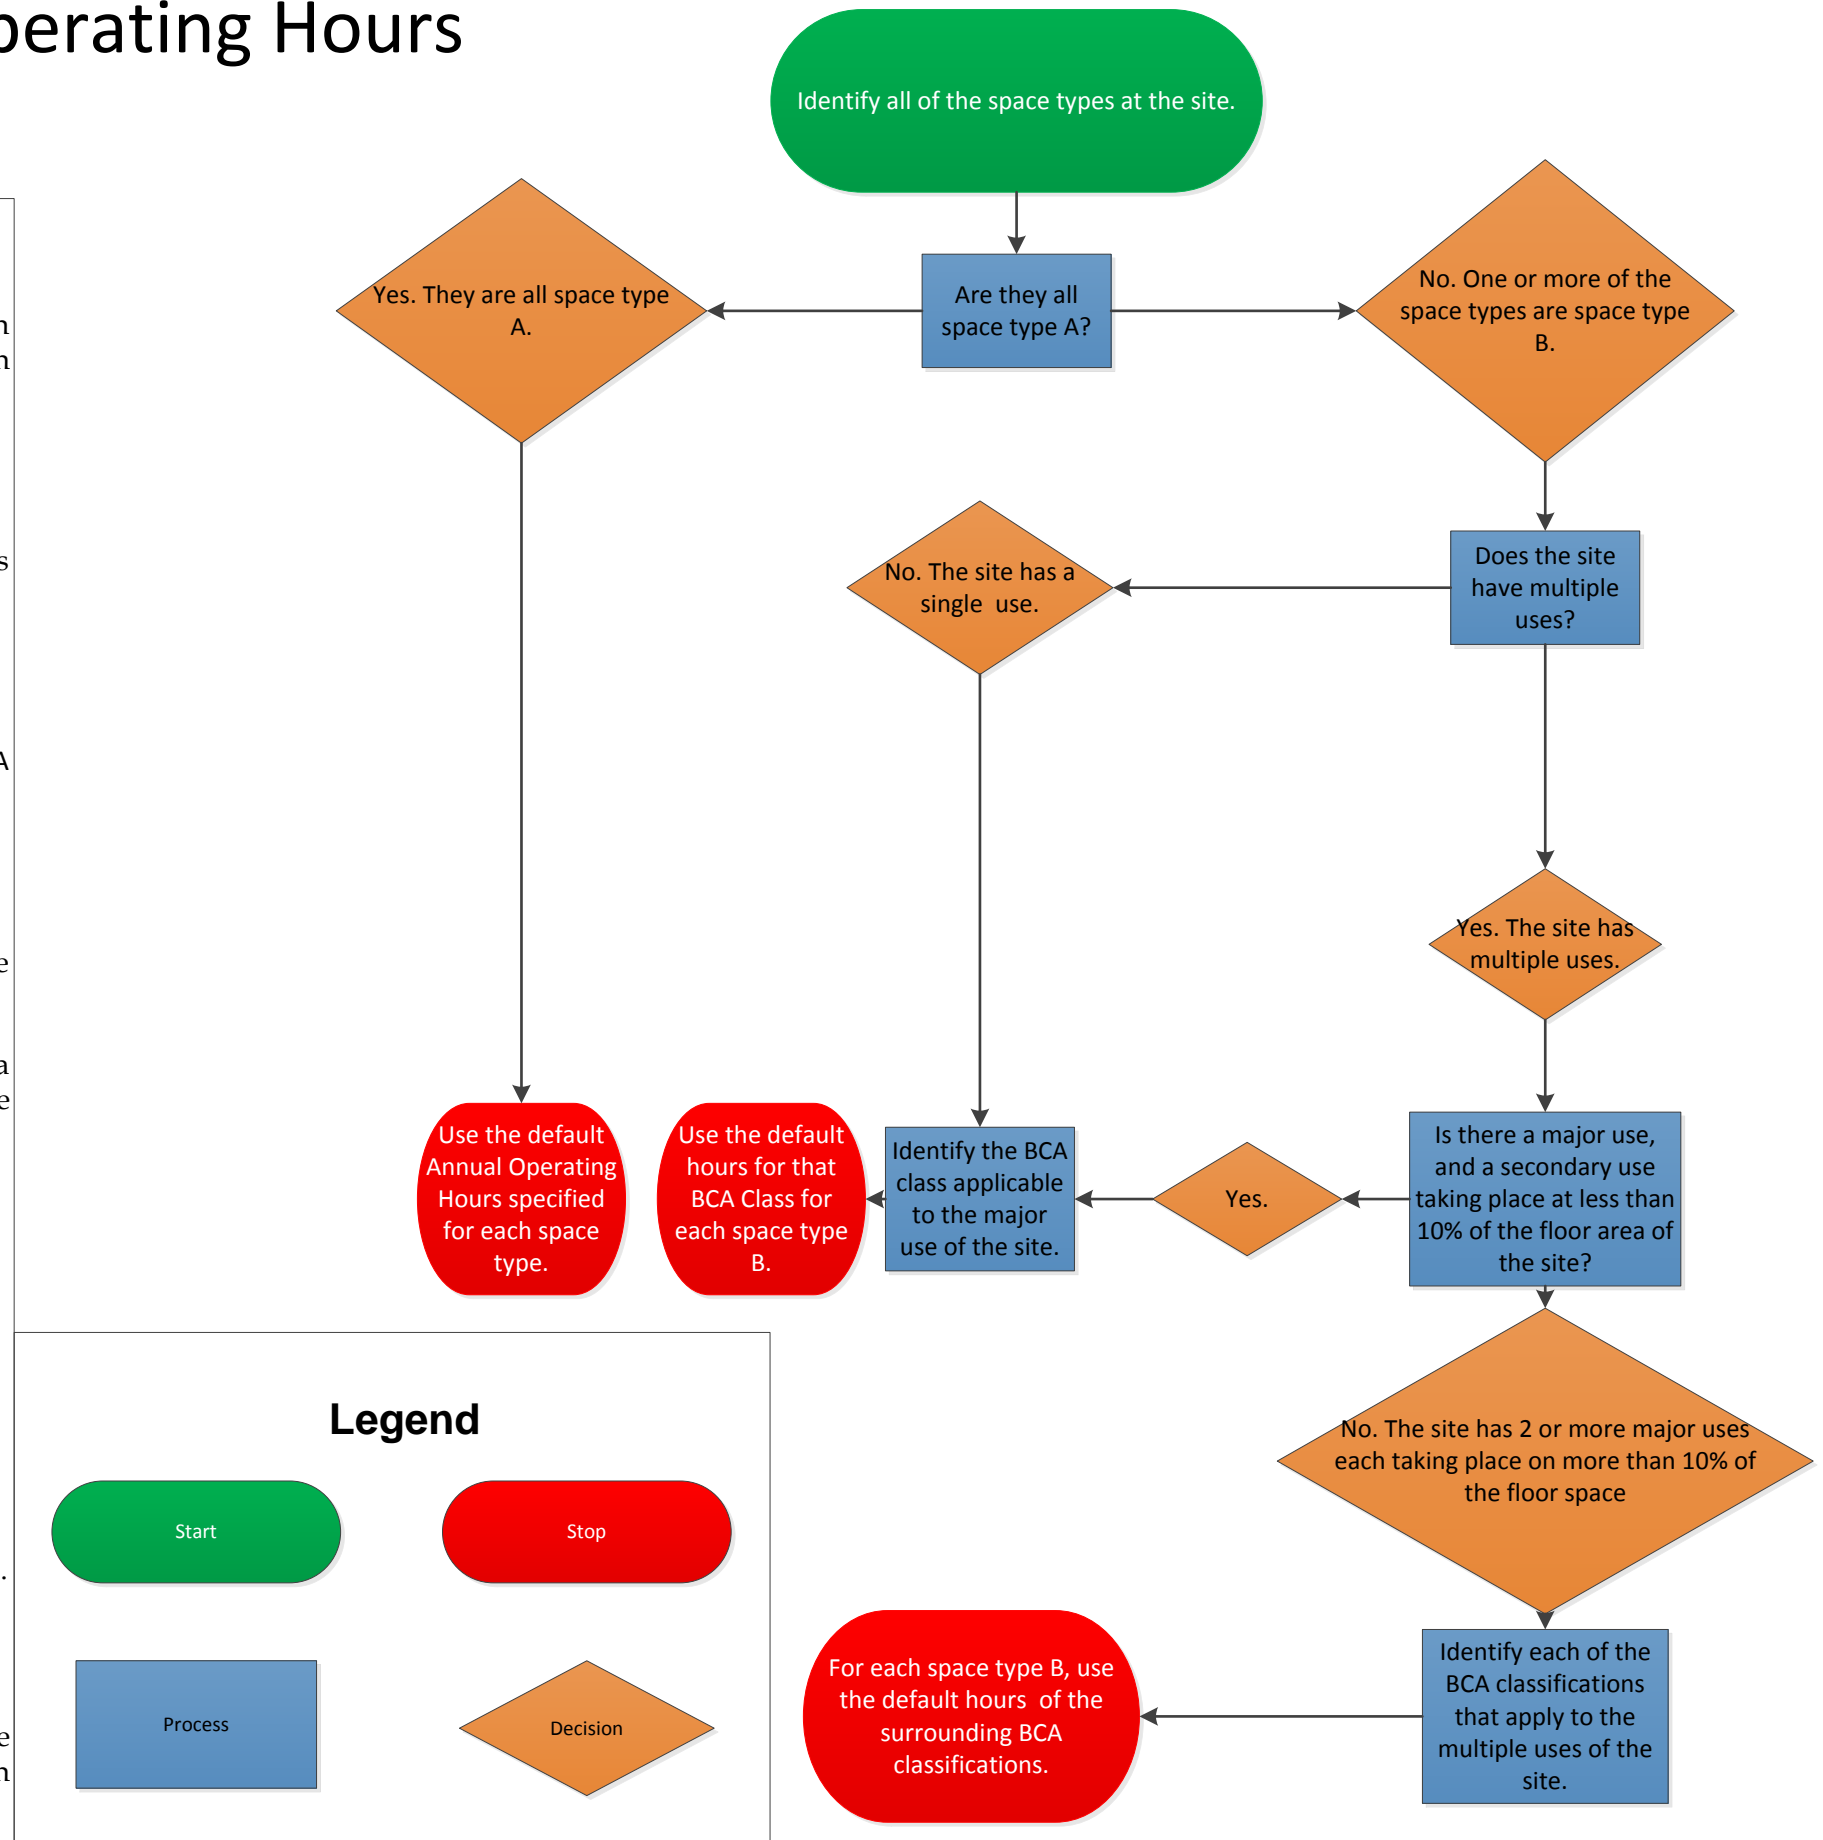 perating Hours
Identify all of the space types at the site.
Yes. They are all space type
A.
Are they all
space type A?
No. One or more of the
space types are space type
B.
n
n
s
A
e
a
e
.
e
n
No. The site has a
single  use.
Does the site
have multiple
uses?
Yes. The site has
multiple uses.
Use the default
Annual Operating
Hours specified
for each space
type.
Use the default
hours for that
BCA Class for
each space type
B.
Identify the BCA
class applicable
to the major
use of the site.
Yes.
Is there a major use,
and a secondary use
taking place at less than
10% of the floor area of
the site?
No. The site has 2 or more major uses
each taking place on more than 10% of
the floor space
Legend
Start
Stop
Process
Decision
For each space type B, use
the default hours  of the
surrounding BCA
classifications.
Identify each of the
BCA classifications
that apply to the
multiple uses of the
site.